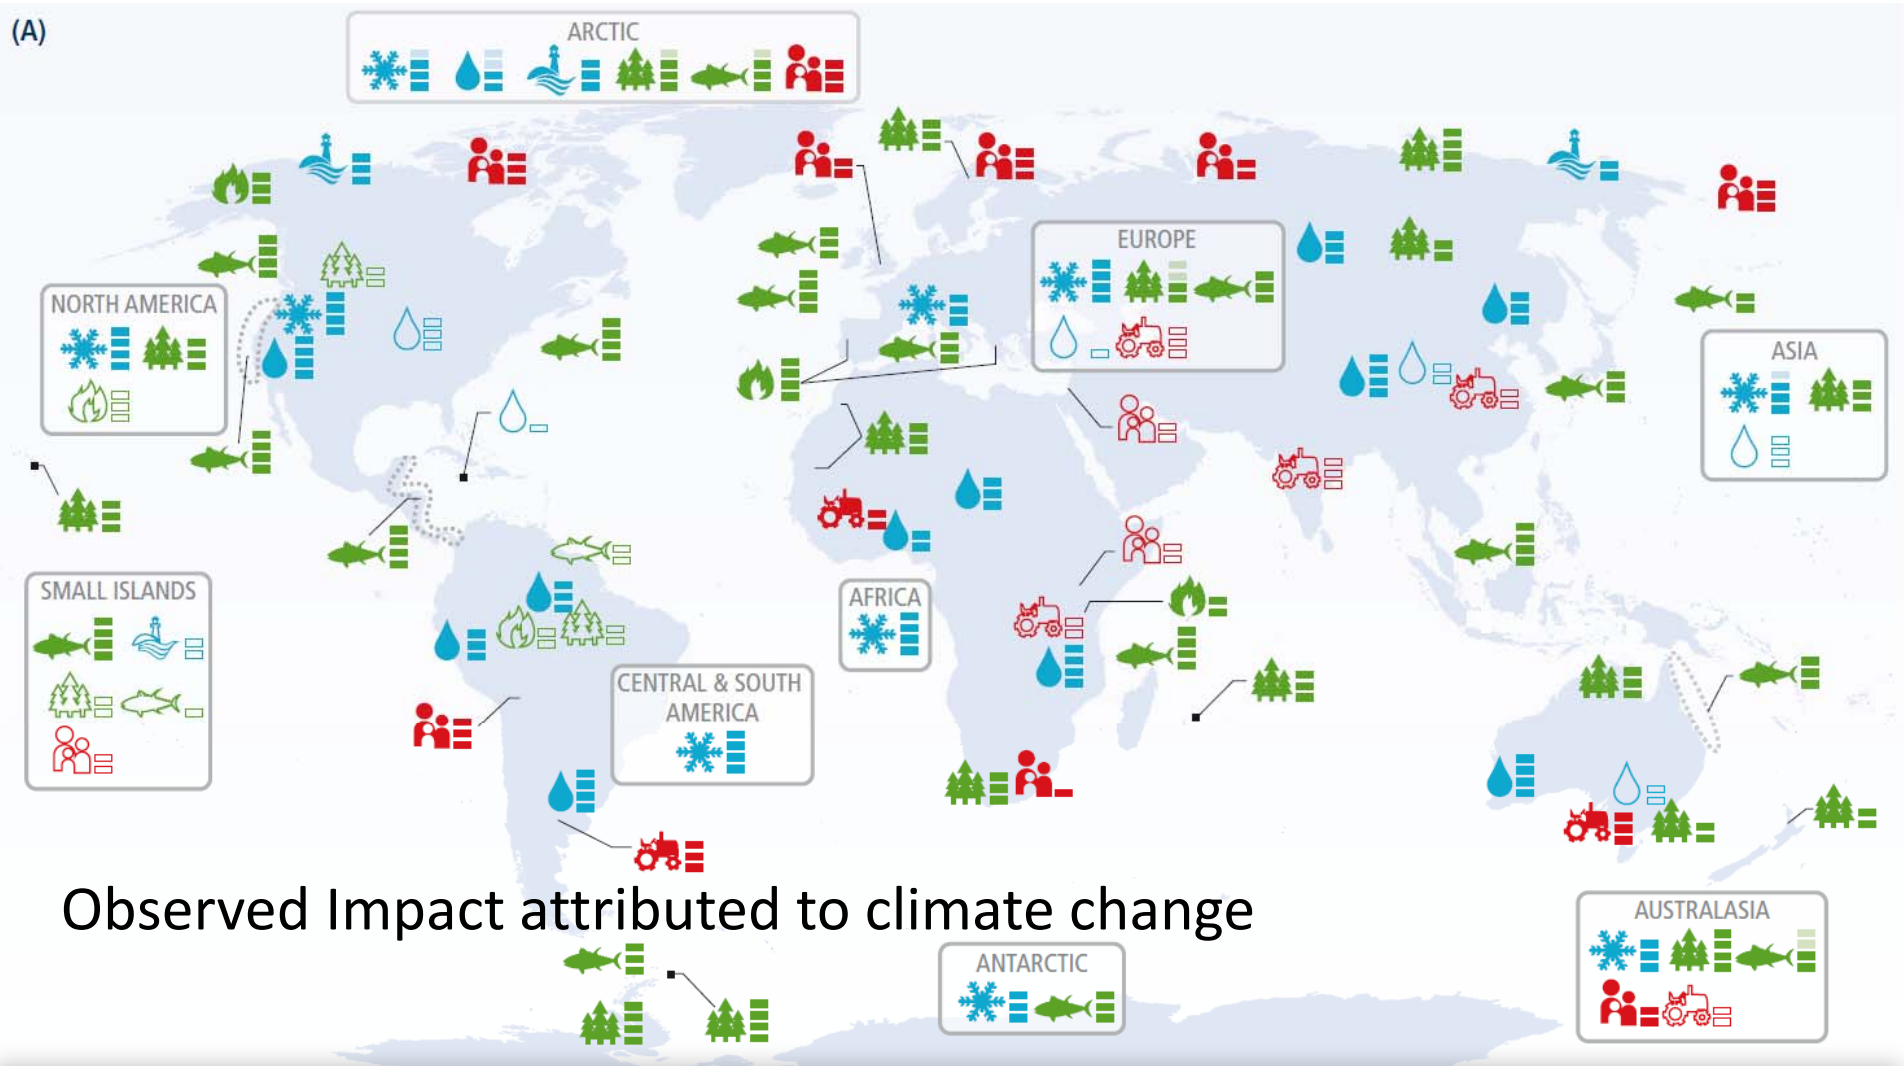 (A)
ARCTIC
EUROPE
NORTH AMERICA
ASIA
SMALL ISLANDS
AFRICA
CENTRAL & SOUTH
AMERICA
Observed Impact attributed to climate change
AUSTRALASIA
ANTARCTIC